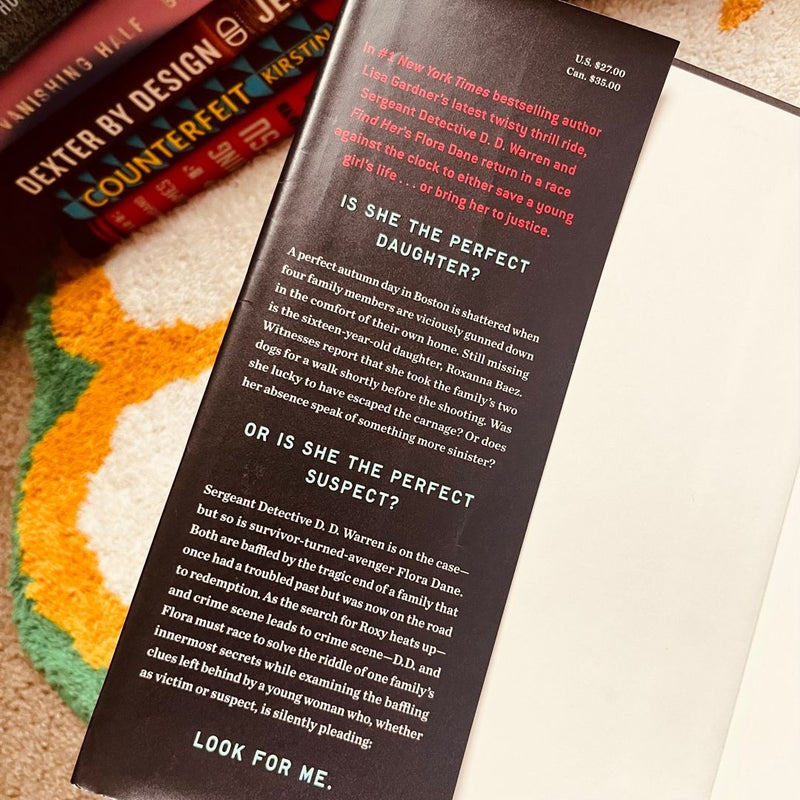 VANISHING HALF
DEXTER BY DESIGN
COUNTERFEIT KIRSTIN
U.S. $27.00
Can. $35.00
In #1 New York Times bestselling author
Lisa Gardner's latest twisty thrill ride,
Sergeant Detective D. D. Warren and
Find Her's Flora Dane return in a race
against the clock to either save a young
girl's life . . . or bring her to justice.
IS SHE THE PERFECT
DAUGHTER?
A perfect autumn day in Boston is shattered when
four family members are viciously gunned down
in the comfort of their own home. Still missing
is the sixteen-year-old daughter, Roxanna Baez.
Witnesses report that she took the family's two
dogs for a walk shortly before the shooting. Was
she lucky to have escaped the carnage? Or does
her absence speak of something more sinister?
OR IS SHE THE PERFECT
SUSPECT?
Sergeant Detective D. D. Warren is on the case—
but so is survivor-turned-avenger Flora Dane.
Both are baffled by the tragic end of a family that
once had a troubled past but was now on the road
to redemption. As the search for Roxy heats up—
and crime scene leads to crime scene—D.D. and
Flora must race to solve the riddle of one family's
innermost secrets while examining the baffling
clues left behind by a young woman who, whether
as victim or suspect, is silently pleading:
LOOK FOR ME.